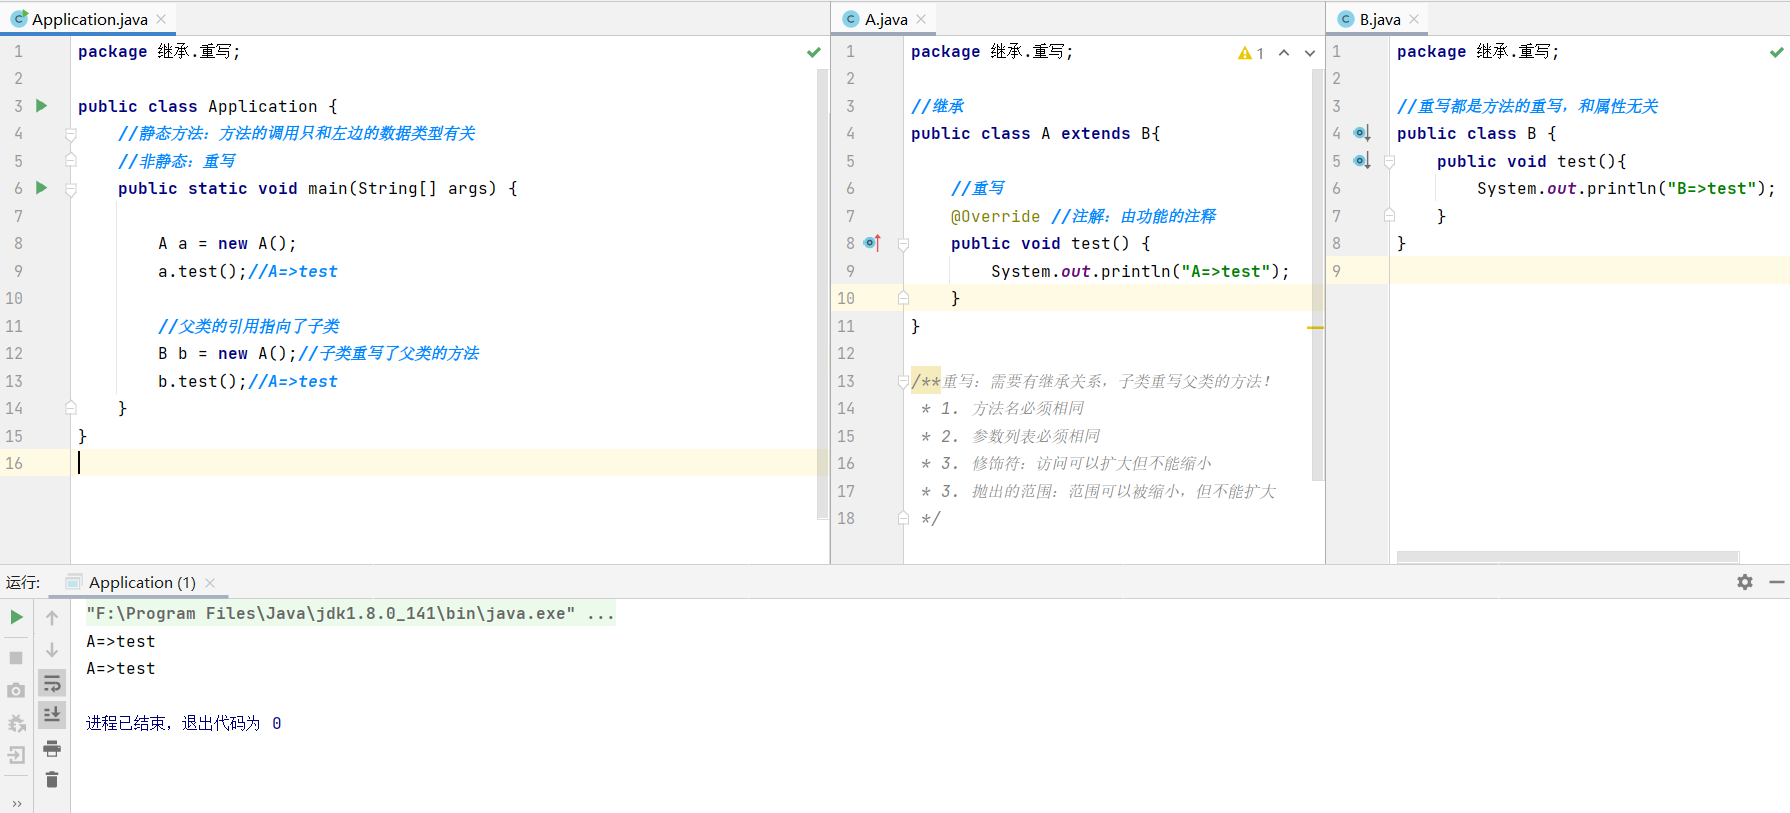 Application.java
package 继承.重写;
public class Application {
//静态方法：方法的调用只和左边的数据类型有关
//非静态：重写
public static void main(String[] args) {
A a = new A();
a.test();//A=>test
//父类的引用指向了子类
B b = new A();//子类重写了父类的方法
b.test();//A=>test
}
}
1
2
3
4
5
6
7
8
9
10
11
12
13
14
15
16
A.java
package 继承.重写;
1
//继承
public class A extends B{
//重写
@Override //注解：由功能的注释
public void test() {
System.out.println("A=>test");
}
}
/**重写：需要有继承关系，子类重写父类的方法！
* 1. 方法名必须相同
* 2. 参数列表必须相同
* 3. 修饰符：访问可以扩大但不能缩小
* 3. 抛出的范围：范围可以被缩小，但不能扩大
*/
1
2
3
4
5
6
7
8
9
10
11
12
13
14
15
16
17
18
B.java
package 继承.重写;
//重写都是方法的重写，和属性无关
public class B {
public void test(){
System.out.println("B=>test");
}
}
1
2
3
4
5
6
7
8
9
运行:
Application (1)
"F:\Program Files\Java\jdk1.8.0_141\bin\java.exe" ...
A=>test
A=>test
进程已结束，退出代码为 0